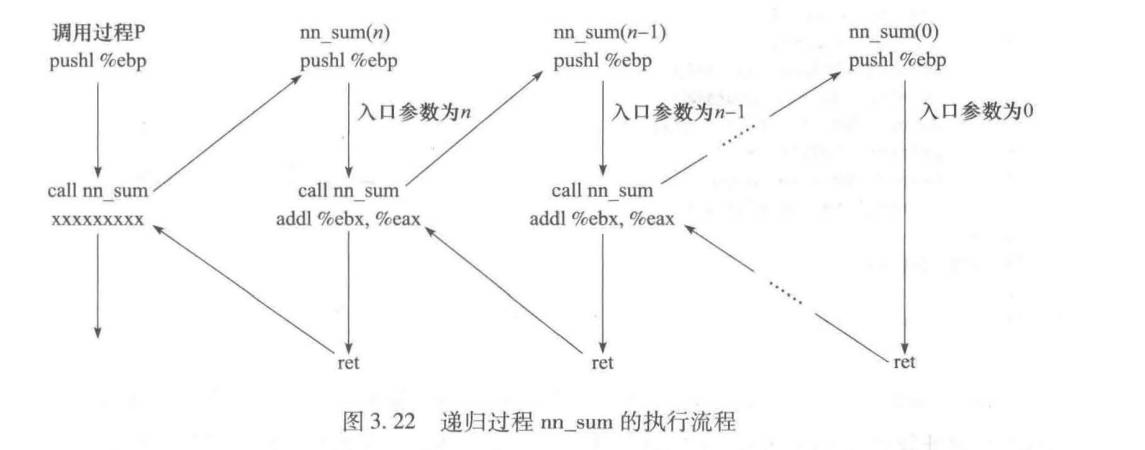 调用过程P nn_sum(n) nn_sum(n–1) nn_sum(0)
pushl %ebp pushl %ebp pushl %ebp pushl %ebp
入口参数为n 入口参数为n–1 入口参数为0
call nn_sum call nn_sum call nn_sum
xxxxxxxxx addl %ebx, %eax addl %ebx, %eax
ret ret ret
图 3.22 递归过程 nn_sum 的执行流程